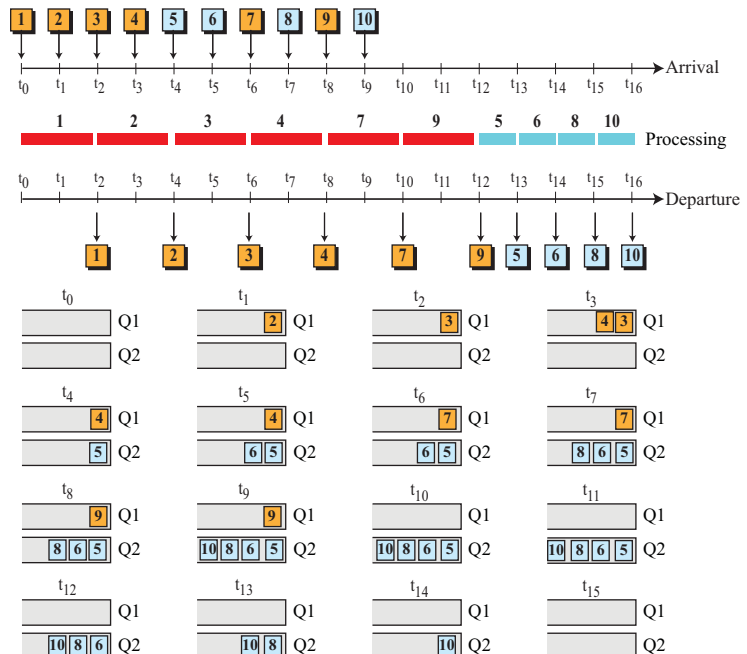 1 2 3 4 5 6 7 8 9 10
Arrival
t0 t1 t2 t3 t4 t5 t6 t7 t8 t9 t10 t11 t12 t13 t14 t15 t16
1 2 3 4 7 9 5 6 8 10
Processing
t0 t1 t2 t3 t4 t5 t6 t7 t8 t9 t10 t11 t12 t13 t14 t15 t16
Departure
1 2 3 4 7 9 5 6 8 10
t0 t1 t2 t3
Q1 2 Q1 3 Q1 4 3 Q1
Q2 Q2 Q2 Q2
t4 t5 t6 t7
4 Q1 4 Q1 7 Q1 7 Q1
5 Q2 6 5 Q2 6 5 Q2 8 6 5 Q2
t8 t9 t10 t11
9 Q1 9 Q1 Q1 Q1
8 6 5 Q2 10 8 6 5 Q2 10 8 6 5 Q2 10 8 6 5 Q2
t12 t13 t14 t15
Q1 Q1 Q1 Q1
10 8 6 Q2 10 8 Q2 10 Q2 Q2